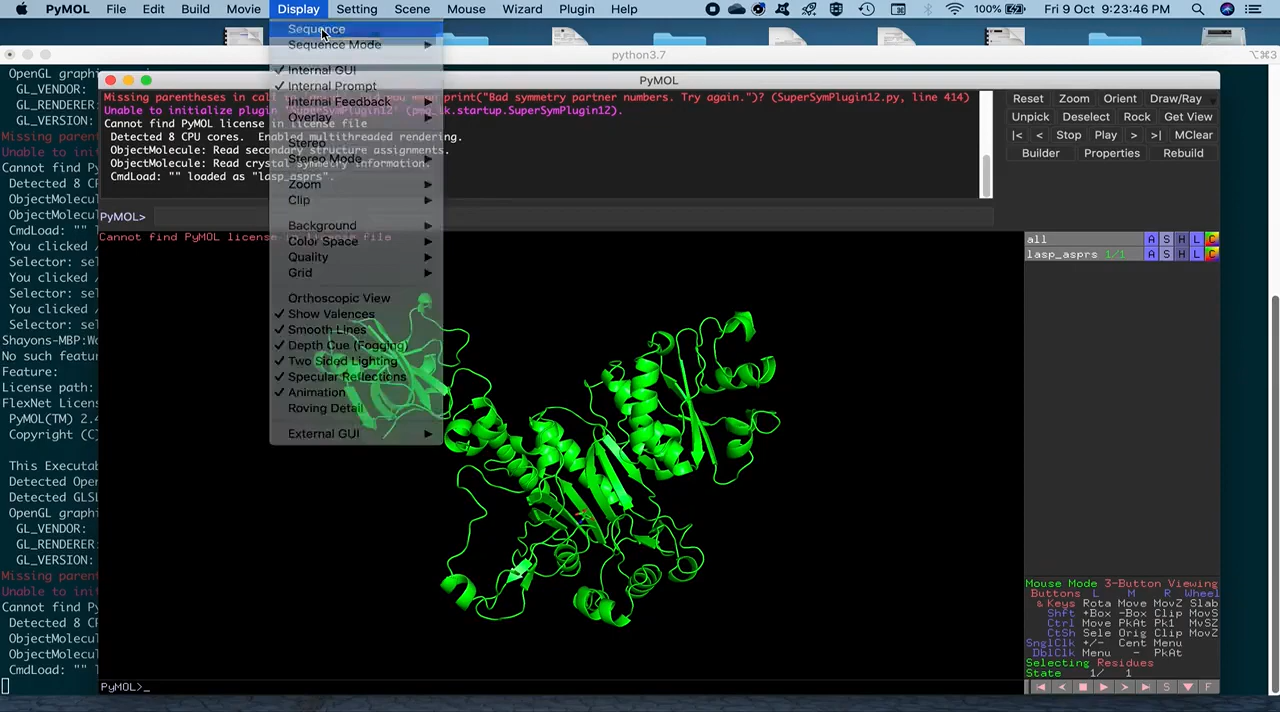 PyMOL File Edit Build Movie Display Setting Scene Mouse Wizard Plugin Help 100% Fri 9 Oct 9:23:46 PM
python3.7
⌥⌘3
PyMOL
OpenGL graphi
GL_VENDOR:
GL_RENDERER:
GL_VERSION:
Missing paren
Unable to ini
Cannot find Py
Detected 8 CP
ObjectMolecul
ObjectMolecul
CmdLoad: "" l
You clicked /
Selector: sel
You clicked /
Selector: sel
You clicked /
Selector: sel
Shayons-MBP:Wo
No such featur
Feature:
License path:
FlexNet Licens
PyMOL(TM) 2.4
Copyright (C)
This Executab
Detected Open
Detected GLSL
OpenGL graphi
GL_VENDOR:
GL_RENDERER:
GL_VERSION:
Missing paren
Unable to init
Cannot find Py
Detected 8 CP
ObjectMolecul
ObjectMolecul
CmdLoad: "" l
Missing parentheses in call print("Bad symmetry partner numbers. Try again.")? (SuperSymPlugin12.py, line 414)
Unable to initialize plugin 'SuperSymPlugin12' (pmg_tk.startup.SuperSymPlugin12).
Cannot find PyMOL license in license file
Detected 8 CPU cores. Enabled multithreaded rendering.
ObjectMolecule: Read secondary structure assignments.
ObjectMolecule: Read crystal symmetry information.
CmdLoad: "" loaded as "lasp_asprs".
PyMOL>
Cannot find PyMOL license in license file
Sequence
Sequence Mode
Internal GUI
Internal Prompt
Internal Feedback
Overlay
Stereo
Stereo Mode
Zoom
Clip
Background
Color Space
Quality
Grid
Orthoscopic View
Show Valences
Smooth Lines
Depth Cue (Fogging)
Two Sided Lighting
Specular Reflections
Animation
Roving Detail
External GUI
Reset Zoom Orient Draw/Ray
Unpick Deselect Rock Get View
|< < Stop Play > >| MClear
Builder Properties Rebuild
all A S H L C
lasp_asprs 1/1 A S H L C
Mouse Mode 3-Button Viewing
Buttons L M R Wheel
& Keys Rota Move MovZ Slab
Shft +Box -Box Clip MovS
Ctrl Move PkAt Pk1 MvSZ
CtSh Sele Orig Clip MovZ
SnglClk +/- Cent Menu
DblClk Menu - PkAt
Selecting Residues
State 1/ 1
S F
PyMOL>_